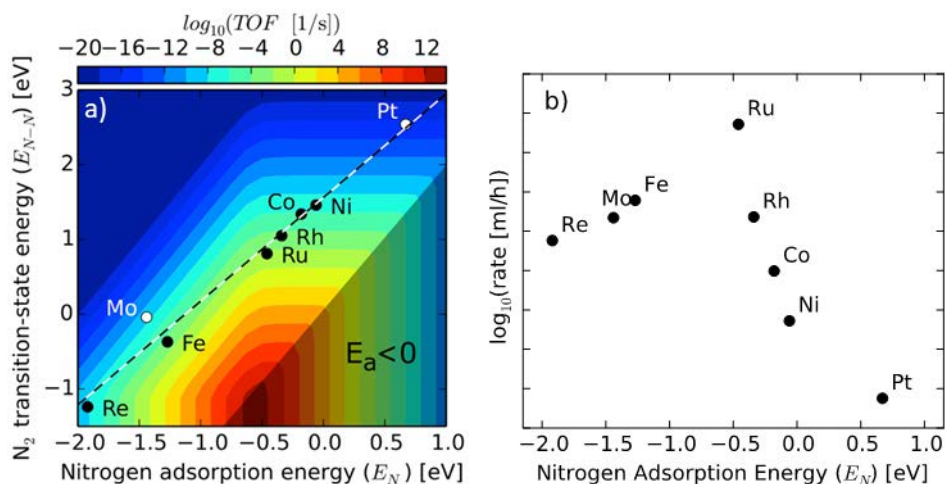 log₁₀(TOF [1/s])
−20 −16 −12 −8 −4 0 4 8 12
a)
N₂ transition-state energy (E_{N−N}) [eV]
3
2
1
0
−1
Pt
Co
Ni
Rh
Ru
Mo
Fe
Re
E_a<0
−2.0 −1.5 −1.0 −0.5 0.0 0.5 1.0
Nitrogen adsorption energy (E_N) [eV]
b)
log₁₀(rate [ml/h])
Ru
Fe
Mo
Re
Rh
Co
Ni
Pt
−2.0 −1.5 −1.0 −0.5 0.0 0.5 1.0
Nitrogen Adsorption Energy (E_N) [eV]